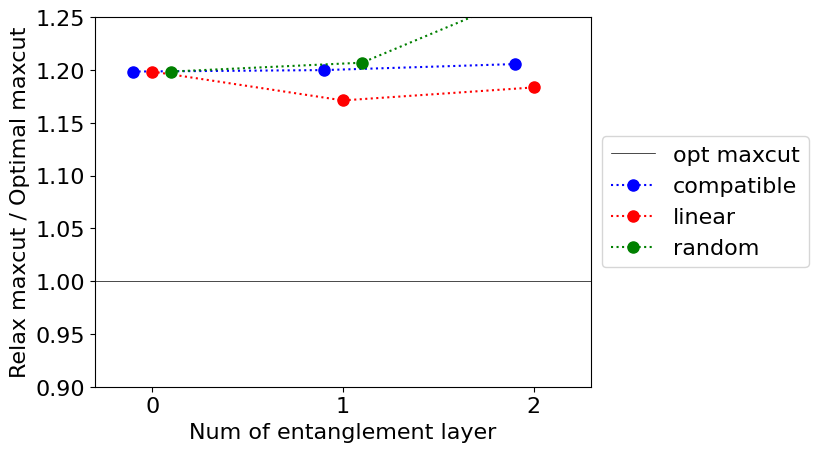 Relax maxcut / Optimal maxcut
1.25
1.20
1.15
1.10
1.05
1.00
0.95
0.90
0
1
2
Num of entanglement layer
opt maxcut
compatible
linear
random